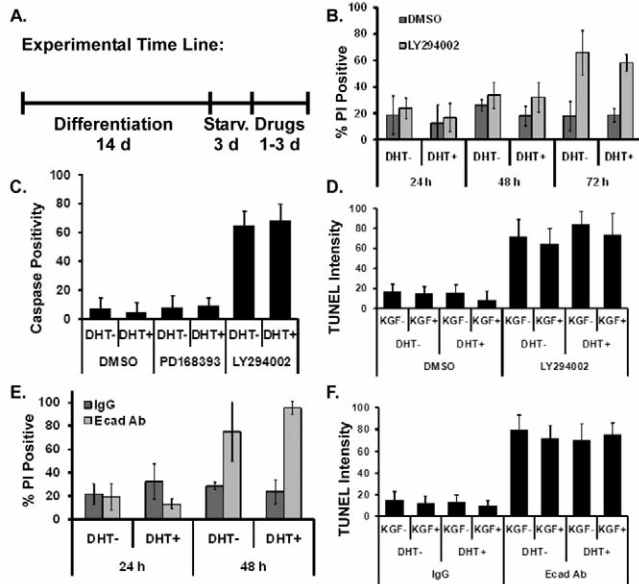 A.
Experimental Time Line:
Differentiation Starv. Drugs
14 d 3 d 1-3 d
B.
DMSO
LY294002
% PI Positive
100
80
60
40
20
0
DHT- DHT+ DHT- DHT+ DHT- DHT+
24 h 48 h 72 h
C.
Caspase Positivity
100
80
60
40
20
0
DHT- DHT+ DHT- DHT+ DHT- DHT+
DMSO PD168393 LY294002
D.
TUNEL Intensity
100
80
60
40
20
0
KGF- KGF+ KGF- KGF+ KGF- KGF+ KGF- KGF+
DHT- DHT+ DHT- DHT+
DMSO LY294002
E.
IgG
Ecad Ab
% PI Positive
100
80
60
40
20
0
DHT- DHT+ DHT- DHT+
24 h 48 h
F.
TUNEL Intensity
100
80
60
40
20
0
KGF- KGF+ KGF- KGF+ KGF- KGF+ KGF- KGF+
DHT- DHT+ DHT- DHT+
IgG Ecad Ab